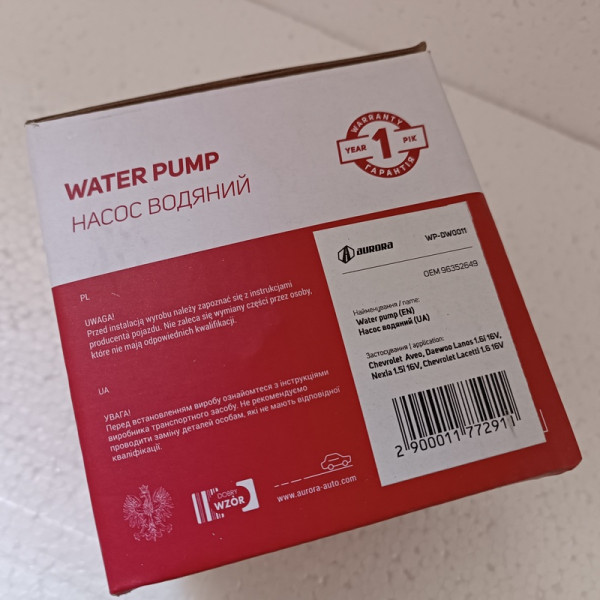 WATER PUMP
НАСОС ВОДЯНИЙ
WARRANTY
YEAR 1 РІК
ГАРАНТІЯ
AURORA
WP-DW0011
OEM 96352649
Найменування / name:
Water pump (EN)
Насос водяний (UA)
Застосування / application:
Chevrolet Aveo, Daewoo Lanos 1.6i 16V,
Nexia 1.5i 16V, Chevrolet Lacetti 1.6 16V
2 900011 77291
PL
UWAGA!
Przed instalacją wyrobu należy zapoznać się z instrukcjami
producenta pojazdu. Nie zaleca się wymiany części przez osoby,
które nie mają odpowiednich kwalifikacji.
UA
УВАГА!
Перед встановленням виробу ознайомтеся з інструкціями
виробника транспортного засобу. Не рекомендуємо
проводити заміну деталей особам, які не мають відповідної
кваліфікації.
DOBRY
WZÓR
www.aurora-auto.com